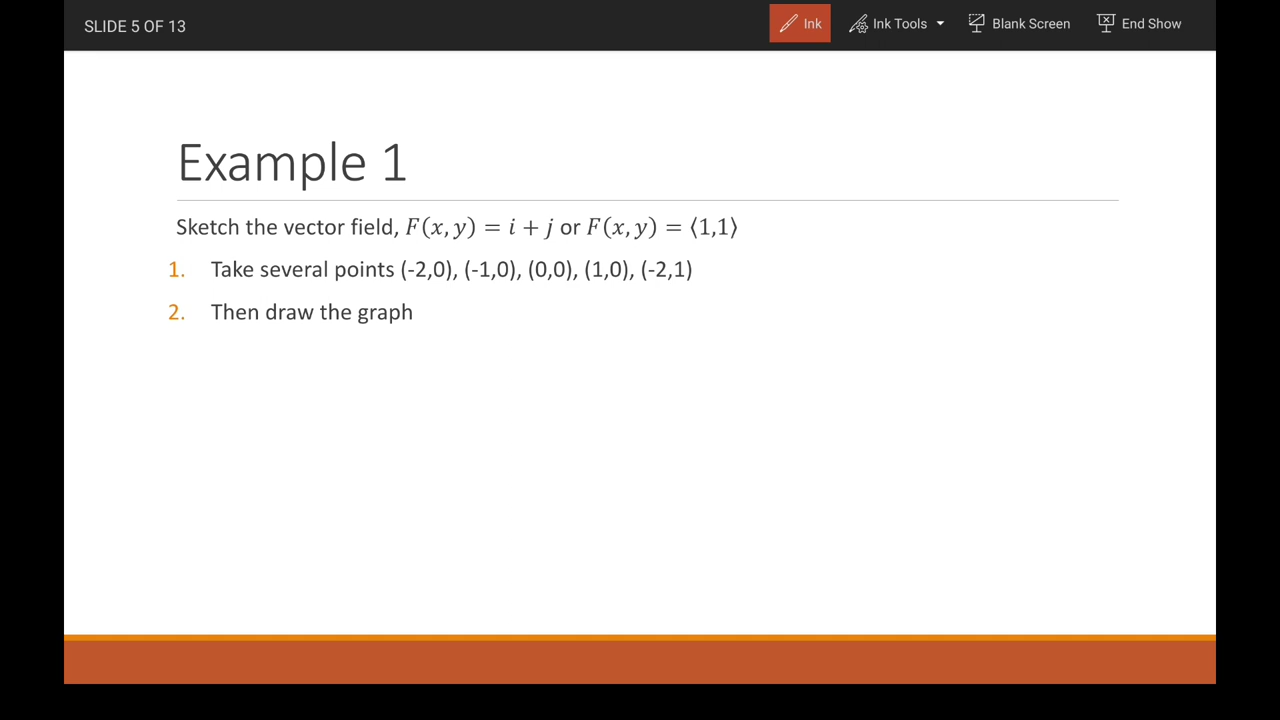 SLIDE 5 OF 13
Ink
Ink Tools
Blank Screen
End Show
Example 1
Sketch the vector field, F(x, y) = i + j or F(x, y) = ⟨1,1⟩
1. Take several points (-2,0), (-1,0), (0,0), (1,0), (-2,1)
2. Then draw the graph